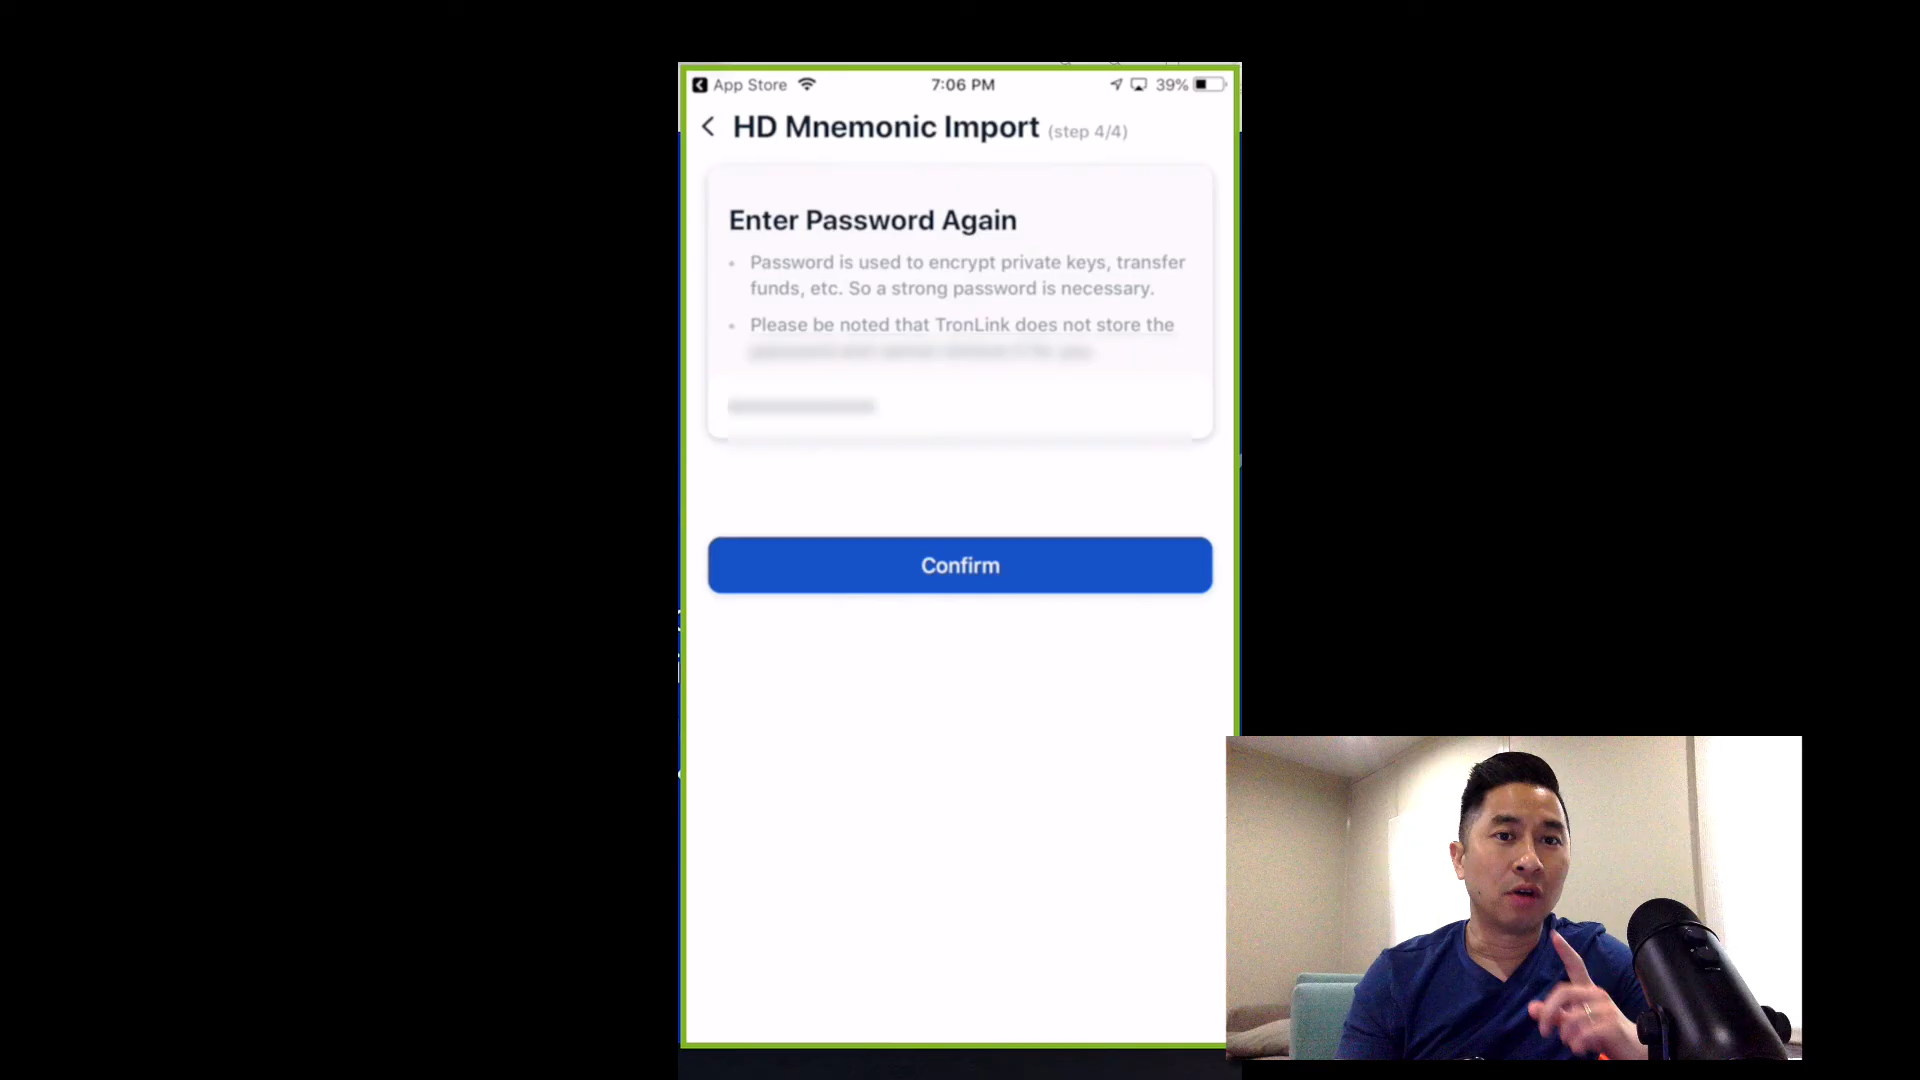 App Store 7:06 PM 39%
HD Mnemonic Import (step 4/4)
Enter Password Again
• Password is used to encrypt private keys, transfer
funds, etc. So a strong password is necessary.
• Please be noted that TronLink does not store the
Confirm